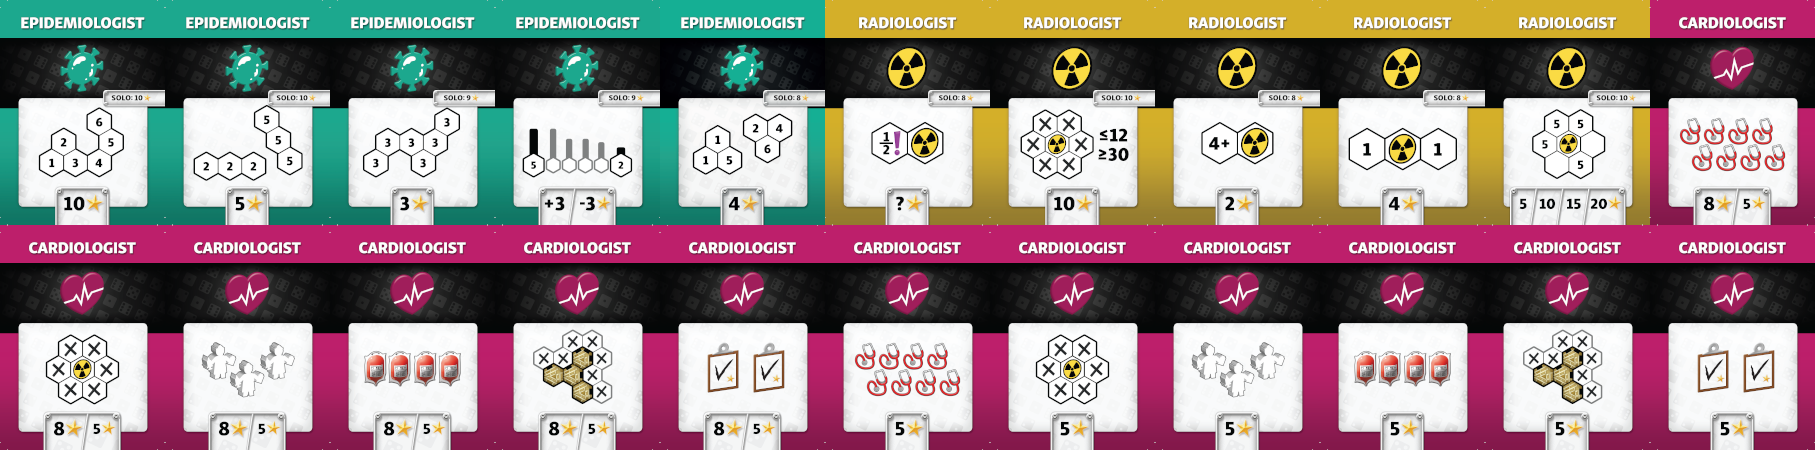 EPIDEMIOLOGIST
SOLO: 10
6
2 5
1 3 4
10
EPIDEMIOLOGIST
SOLO: 10
5
5
2 2 2 5
5
EPIDEMIOLOGIST
SOLO: 9
3
3 3 3
3 3
3
EPIDEMIOLOGIST
SOLO: 9
5 2
+3 -3
EPIDEMIOLOGIST
SOLO: 8
1 2 4
1 5 6
4
RADIOLOGIST
SOLO: 8
1/2!
?
RADIOLOGIST
SOLO: 10
≤12
≥30
10
RADIOLOGIST
SOLO: 8
4+
2
RADIOLOGIST
SOLO: 8
1 1
4
RADIOLOGIST
SOLO: 10
5 5
5
5
5 10 15 20
CARDIOLOGIST
8 5
CARDIOLOGIST
8 5
CARDIOLOGIST
8 5
CARDIOLOGIST
8 5
CARDIOLOGIST
8 5
CARDIOLOGIST
8 5
CARDIOLOGIST
5
CARDIOLOGIST
5
CARDIOLOGIST
5
CARDIOLOGIST
5
CARDIOLOGIST
5
CARDIOLOGIST
5